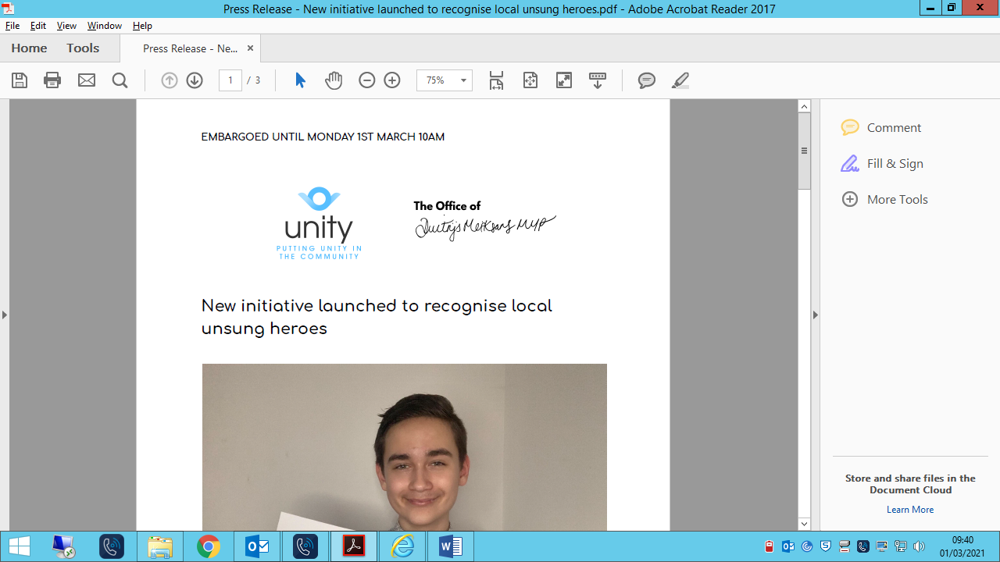 Press Release - New initiative launched to recognise local unsung heroes.pdf - Adobe Acrobat Reader 2017
File Edit View Window Help
Home Tools Press Release - Ne... ×
1 / 3 75%
EMBARGOED UNTIL MONDAY 1ST MARCH 10AM
unity
PUTTING UNITY IN
THE COMMUNITY
The Office of
New initiative launched to recognise local
unsung heroes
Comment
Fill & Sign
More Tools
Store and share files in the
Document Cloud
Learn More
09:40
01/03/2021